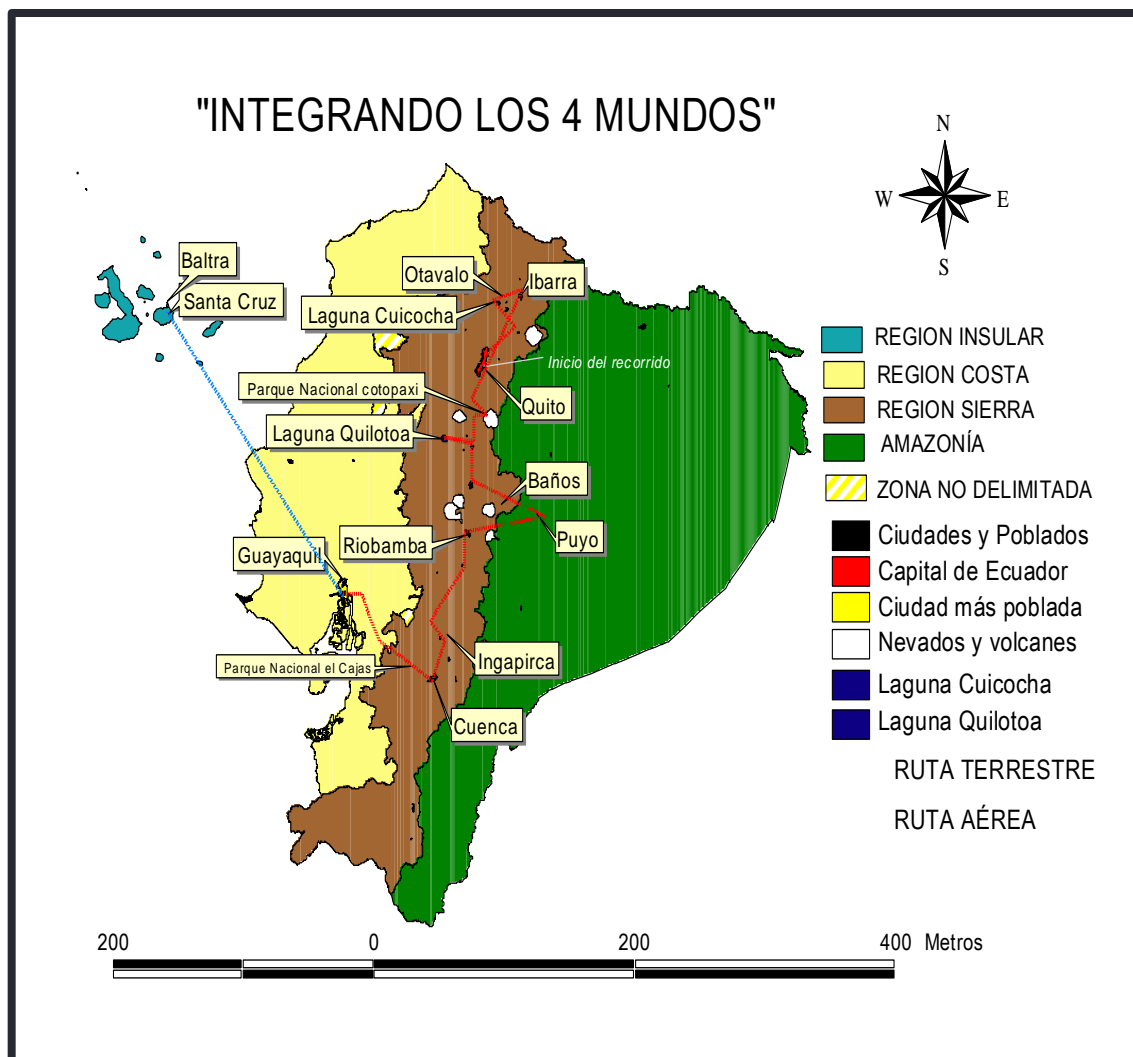 "INTEGRANDO LOS 4 MUNDOS"
N
W
E
S
Baltra
Santa Cruz
Otavalo
Ibarra
Laguna Cuicocha
Inicio del recorrido
Parque Nacional cotopaxi
Quito
Laguna Quilotoa
Baños
Riobamba
Puyo
Guayaquil
Ingapirca
Parque Nacional el Cajas
Cuenca
REGION INSULAR
REGION COSTA
REGION SIERRA
AMAZONÍA
ZONA NO DELIMITADA
Ciudades y Poblados
Capital de Ecuador
Ciudad más poblada
Nevados y volcanes
Laguna Cuicocha
Laguna Quilotoa
RUTA TERRESTRE
RUTA AÉREA
200 0 200 400 Metros